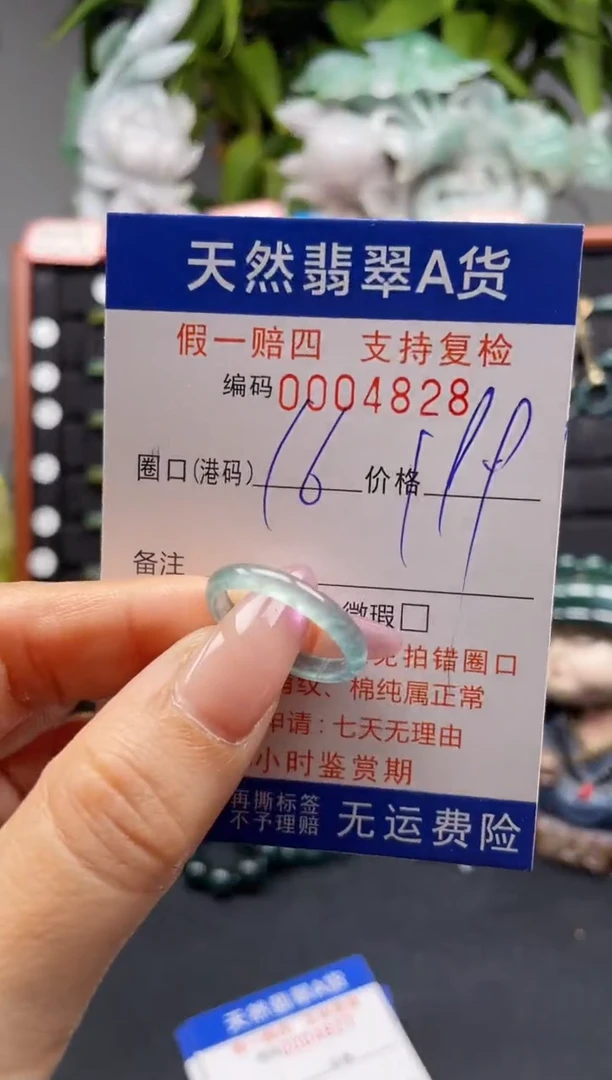 天然翡翠A货
假一赔四 支持复检
编码0004828
圈口(港码) 16 价格 199
备注
微瑕□
拍错圈口
纹、棉纯属正常
申请：七天无理由
小时鉴赏期
再撕标签
不予理赔
无运费险
天然翡翠A货